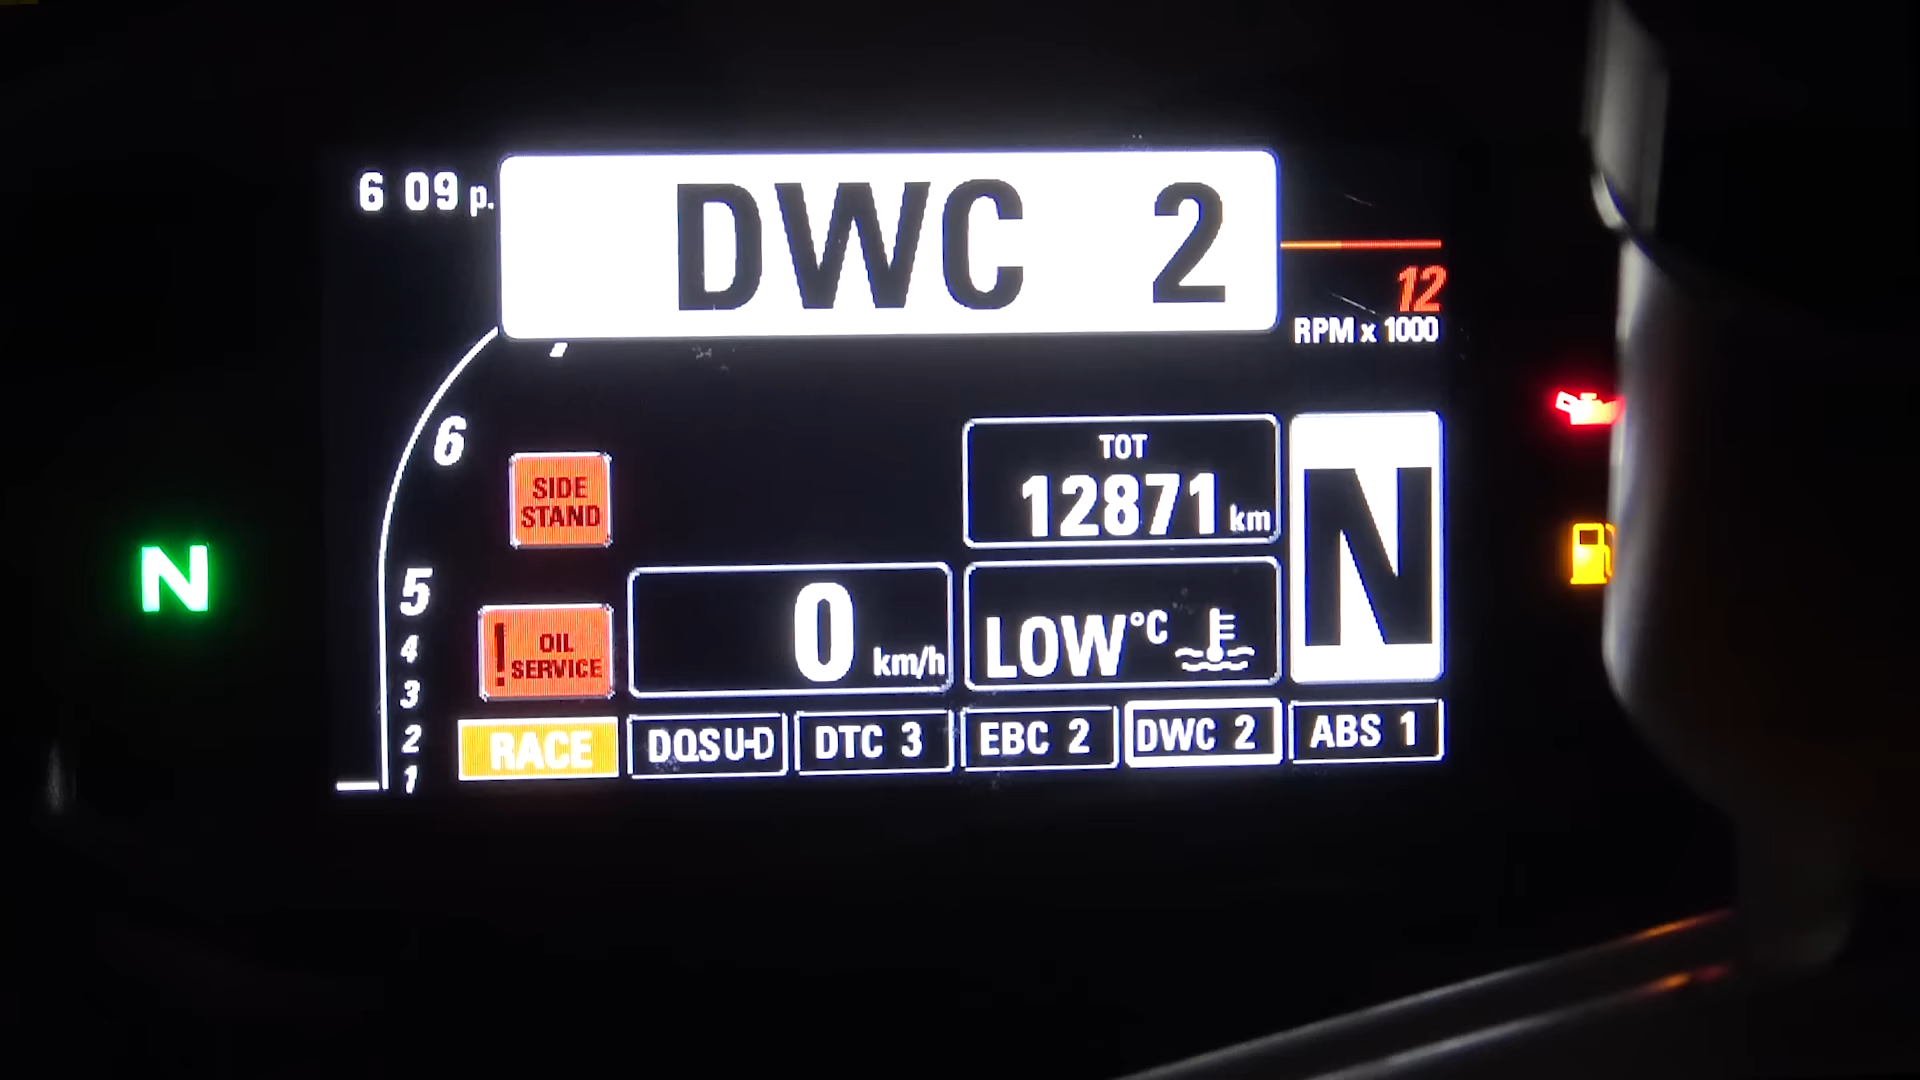 6 09 p.
DWC 2
12
RPM x 1000
6
5
4
3
2
1
SIDE
STAND
! OIL
SERVICE
TOT
12871 km
0 km/h
LOW °C
N
N
RACE
DQS U-D
DTC 3
EBC 2
DWC 2
ABS 1